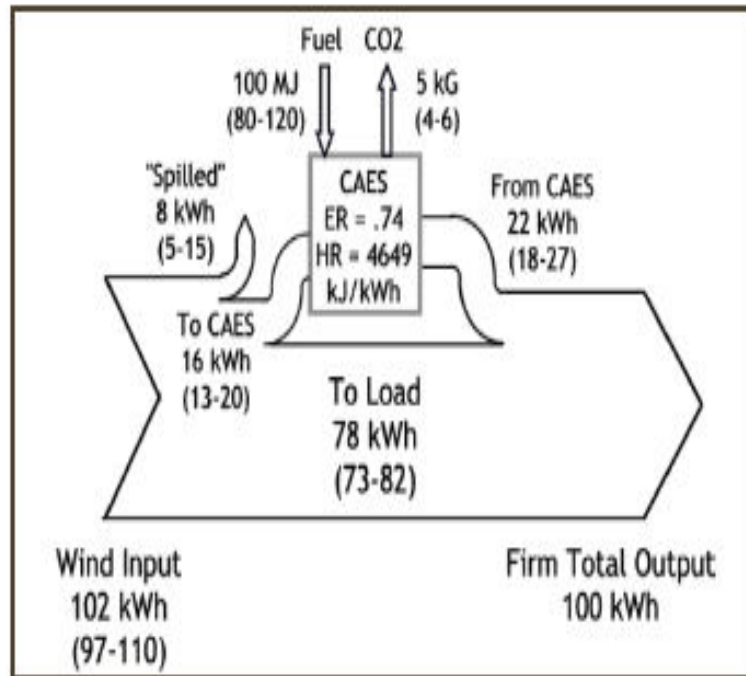 Fuel CO2
100 MJ
(80-120)
5 kG
(4-6)
"Spilled"
8 kWh
(5-15)
CAES
ER = .74
HR = 4649
kJ/kWh
From CAES
22 kWh
(18-27)
To CAES
16 kWh
(13-20)
To Load
78 kWh
(73-82)
Wind Input
102 kWh
(97-110)
Firm Total Output
100 kWh